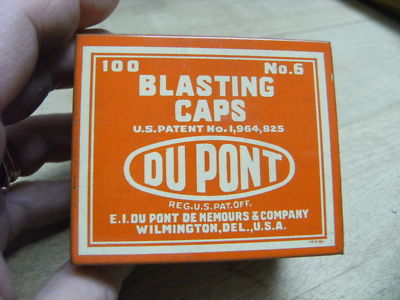 100 No.6
BLASTING
CAPS
U.S. PATENT No. 1,964,825
DU PONT
REG. U.S. PAT. OFF.
E. I. DU PONT DE NEMOURS & COMPANY
WILMINGTON, DEL., U.S.A.